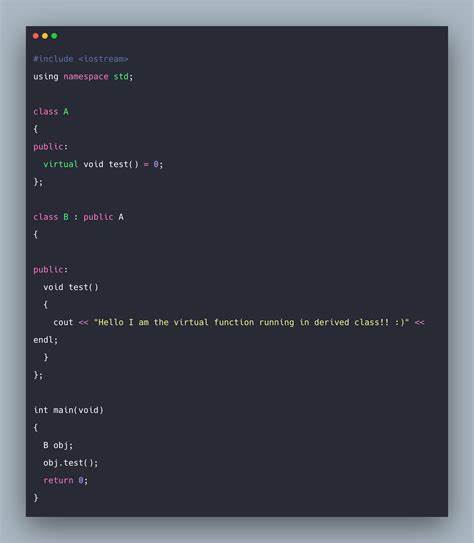 #include <iostream>
using namespace std;
class A
{
public:
  virtual void test() = 0;
};
class B : public A
{
public:
  void test()
  {
    cout << "Hello I am the virtual function running in derived class!! :)" <<
endl;
  }
};
int main(void)
{
  B obj;
  obj.test();
  return 0;
}